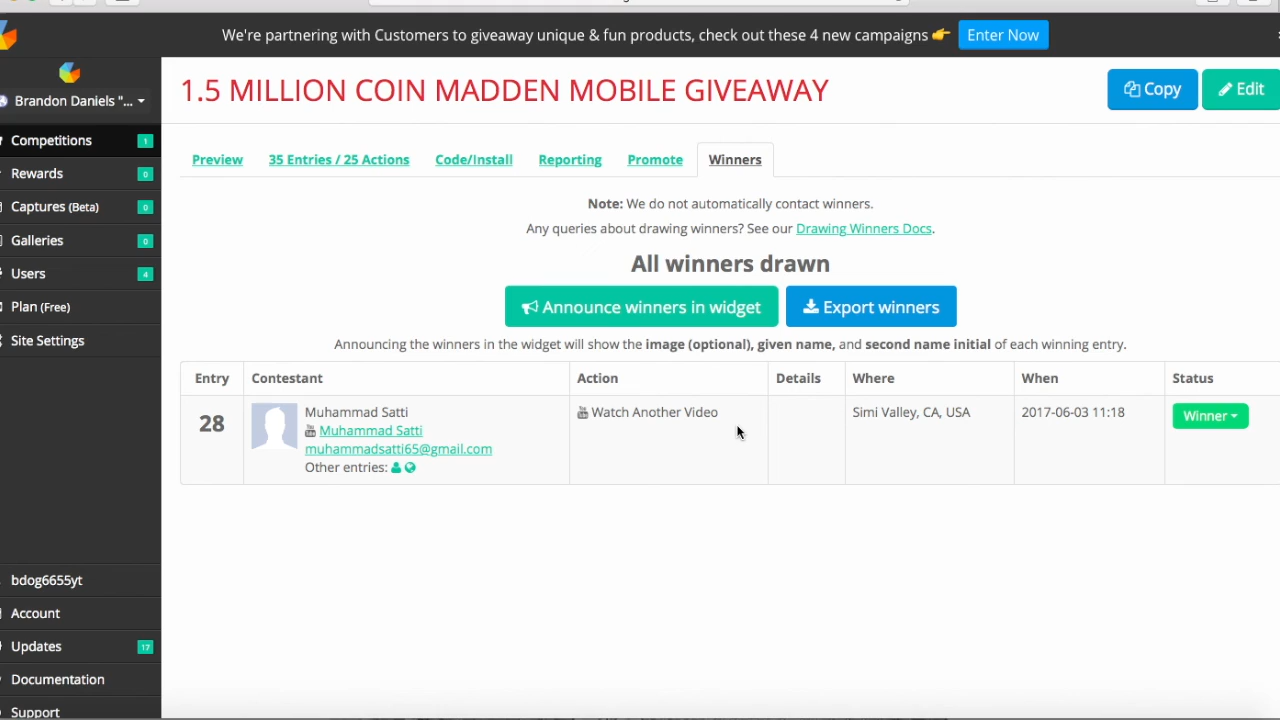 We're partnering with Customers to giveaway unique & fun products, check out these 4 new campaigns 👉 Enter Now
Brandon Daniels "...
1.5 MILLION COIN MADDEN MOBILE GIVEAWAY
Copy
Edit
Competitions 1
Rewards 0
Captures (Beta) 0
Galleries 0
Users 4
Plan (Free)
Site Settings
Preview 35 Entries / 25 Actions Code/Install Reporting Promote Winners
Note: We do not automatically contact winners.
Any queries about drawing winners? See our Drawing Winners Docs.
All winners drawn
Announce winners in widget Export winners
Announcing the winners in the widget will show the image (optional), given name, and second name initial of each winning entry.
Entry Contestant Action Details Where When Status
28 Muhammad Satti Watch Another Video Simi Valley, CA, USA 2017-06-03 11:18 Winner
Muhammad Satti
muhammadsatti65@gmail.com
Other entries:
bdog6655yt
Account
Updates 17
Documentation
Support